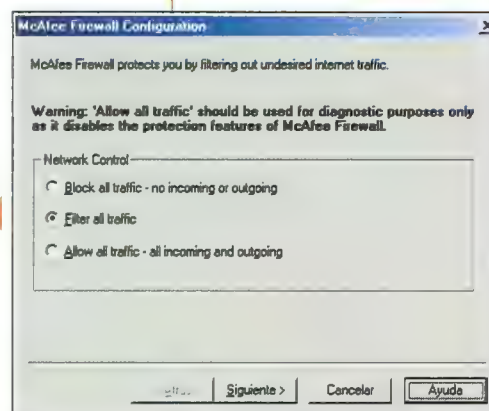 McAfee Firewall Configuration
McAfee Firewall protects you by filtering out undesired internet traffic.
Warning: 'Allow all traffic' should be used for diagnostic purposes only
as it disables the protection features of McAfee Firewall.
Network Control
Block all traffic - no incoming or outgoing
Filter all traffic
Allow all traffic - all incoming and outgoing
Siguiente >
Cancelar
Ayuda